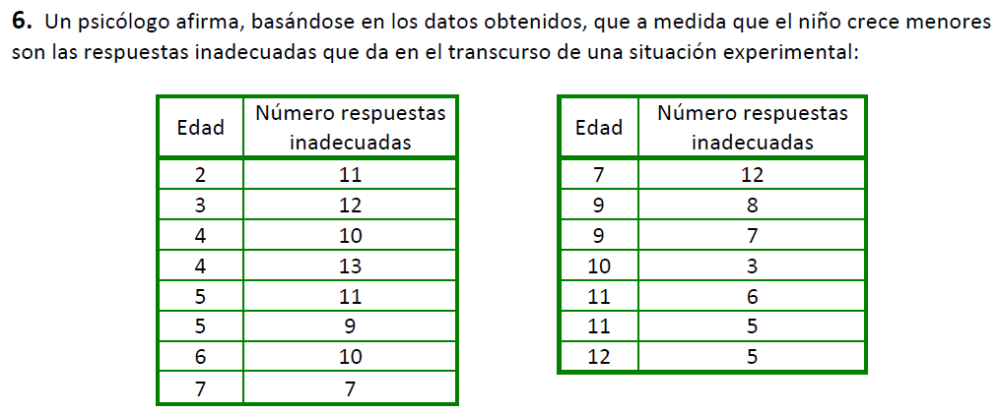 6. Un psicólogo afirma, basándose en los datos obtenidos, que a medida que el niño crece menores
son las respuestas inadecuadas que da en el transcurso de una situación experimental:
Edad Número respuestas
inadecuadas
2 11
3 12
4 10
4 13
5 11
5 9
6 10
7 7
Edad Número respuestas
inadecuadas
7 12
9 8
9 7
10 3
11 6
11 5
12 5